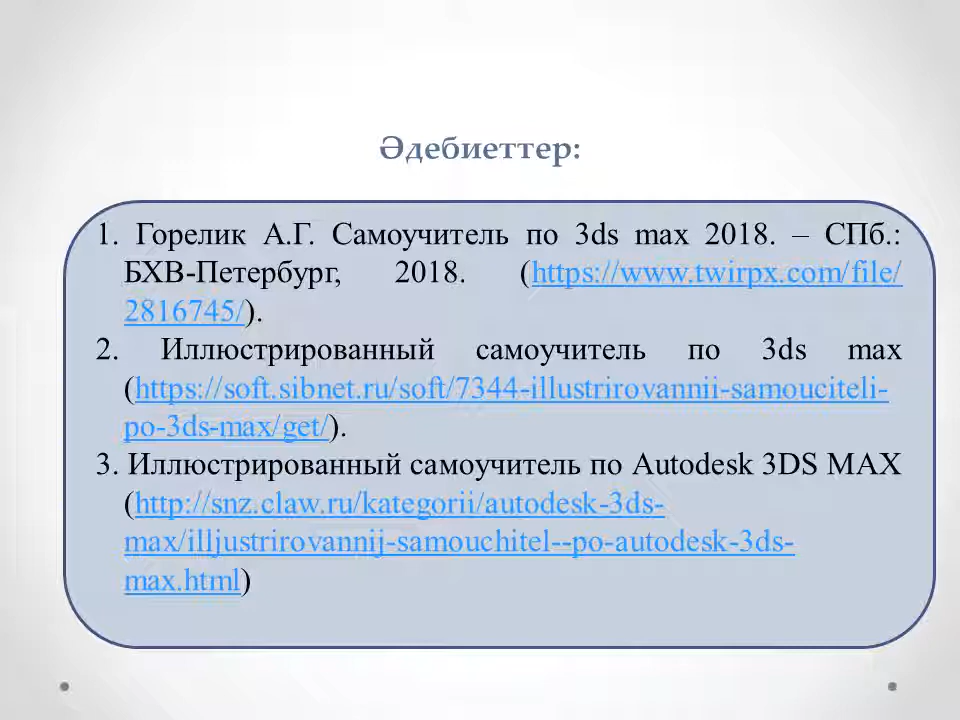 Әдебиеттер:
1. Горелик А.Г. Самоучитель по 3ds max 2018. – СПб.:
БХВ-Петербург, 2018. (https://www.twirpx.com/file/
2816745/).
2. Иллюстрированный самоучитель по 3ds max
(https://soft.sibnet.ru/soft/7344-illustrirovannii-samouciteli-
po-3ds-max/get/).
3. Иллюстрированный самоучитель по Autodesk 3DS MAX
(http://snz.claw.ru/kategorii/autodesk-3ds-
max/illjustrirovannij-samouchitel--po-autodesk-3ds-
max.html)